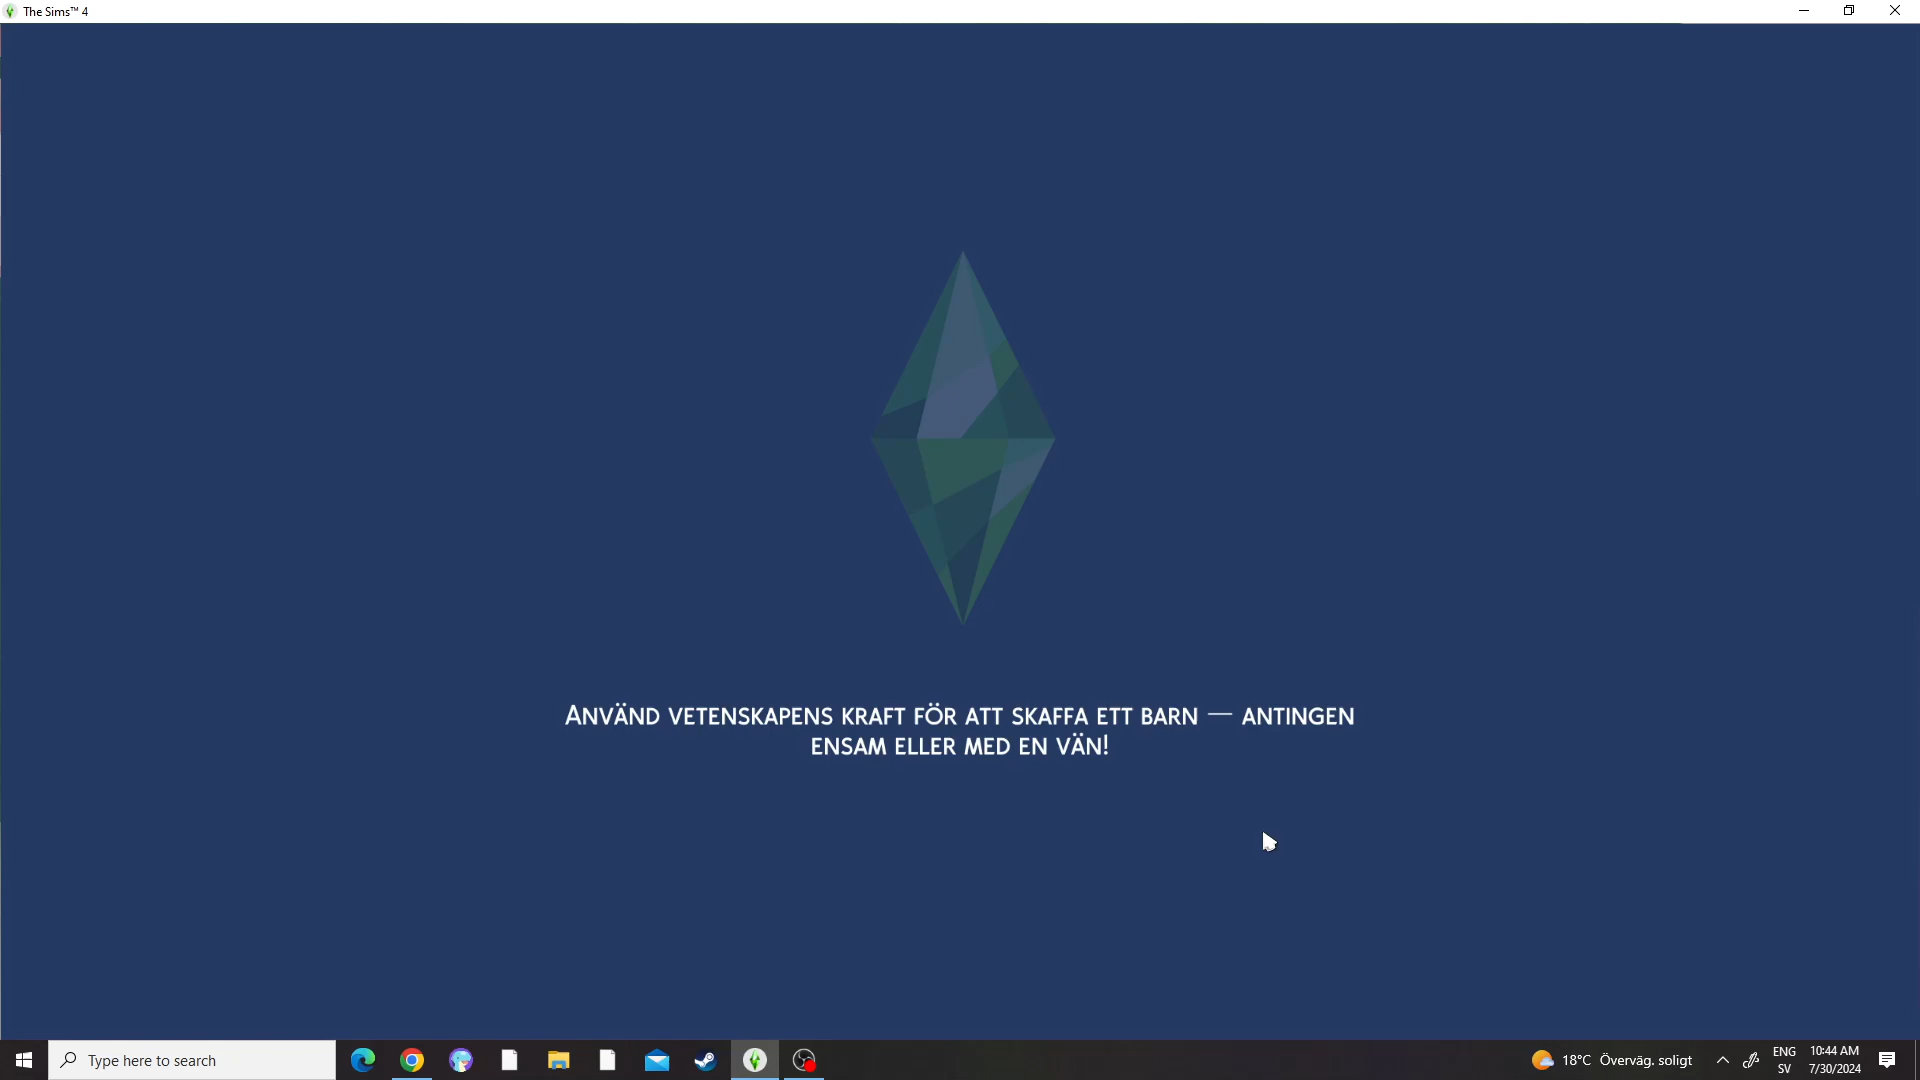 The Sims™ 4
Använd vetenskapens kraft för att skaffa ett barn — antingen
ensam eller med en vän!
Type here to search
18°C Överväg. soligt
ENG
SV
10:44 AM
7/30/2024